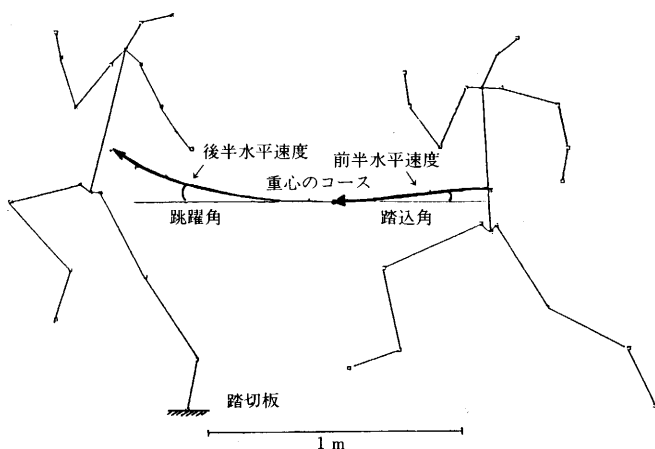 後半水平速度
前半水平速度
重心のコース
跳躍角
踏込角
踏切板
1 m